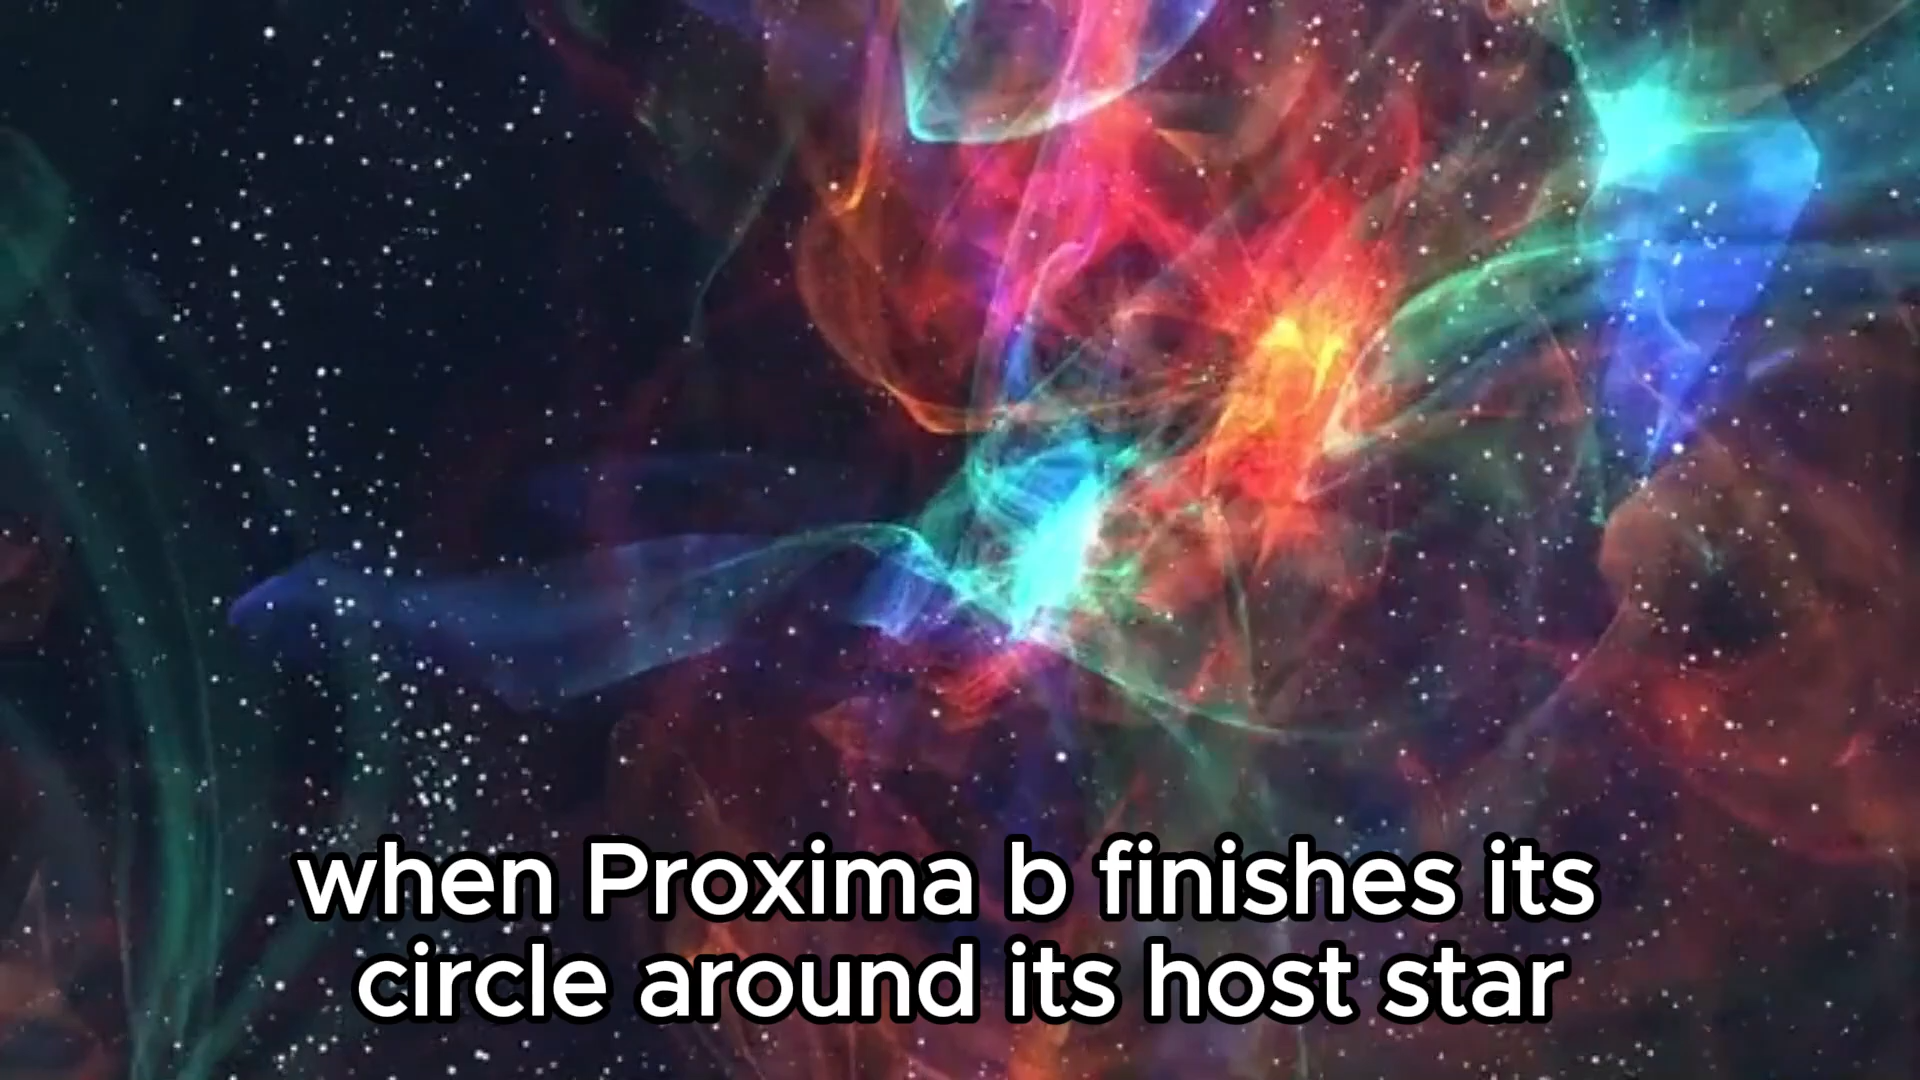 when Proxima b finishes its
circle around its host star